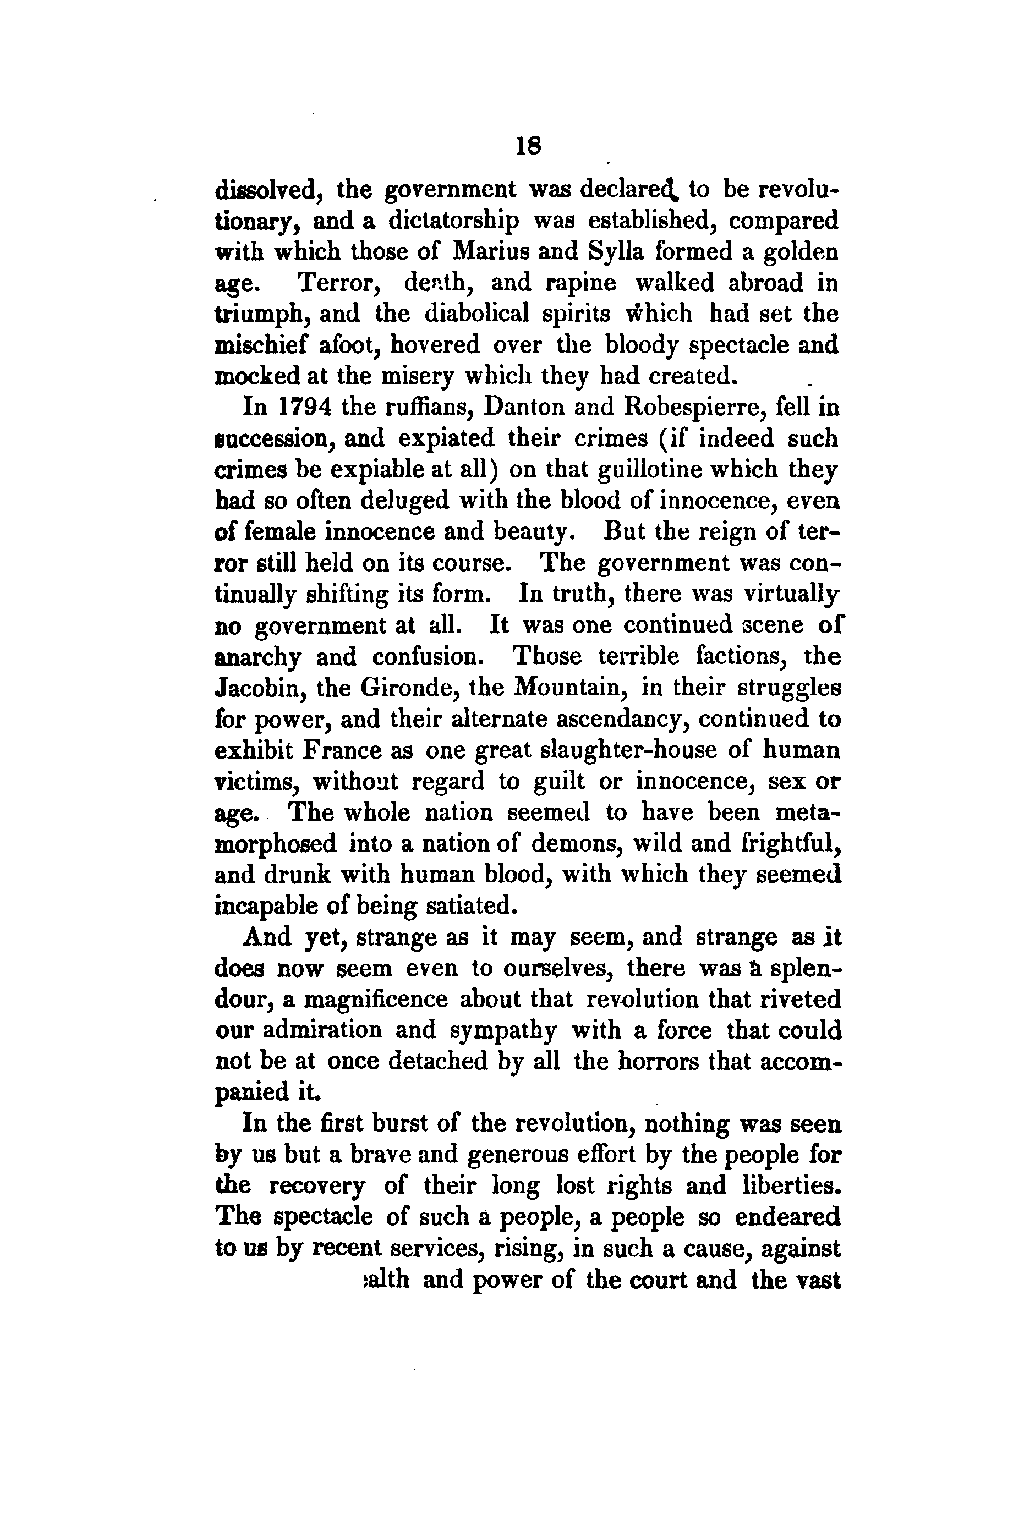 18
dissolved, the government was declared, to be revolu-
tionary, and a dictatorship was established, compared
with which those of Marius and Sylla formed a golden
age. Terror, death, and rapine walked abroad in
triumph, and the diabolical spirits which had set the
mischief afoot, hovered over the bloody spectacle and
mocked at the misery which they had created.
In 1794 the ruffians, Danton and Robespierre, fell in
succession, and expiated their crimes (if indeed such
crimes be expiable at all) on that guillotine which they
had so often deluged with the blood of innocence, even
of female innocence and beauty. But the reign of ter-
ror still held on its course. The government was con-
tinually shifting its form. In truth, there was virtually
no government at all. It was one continued scene of
anarchy and confusion. Those terrible factions, the
Jacobin, the Gironde, the Mountain, in their struggles
for power, and their alternate ascendancy, continued to
exhibit France as one great slaughter-house of human
victims, without regard to guilt or innocence, sex or
age. The whole nation seemed to have been meta-
morphosed into a nation of demons, wild and frightful,
and drunk with human blood, with which they seemed
incapable of being satiated.
And yet, strange as it may seem, and strange as it
does now seem even to ourselves, there was a splen-
dour, a magnificence about that revolution that riveted
our admiration and sympathy with a force that could
not be at once detached by all the horrors that accom-
panied it.
In the first burst of the revolution, nothing was seen
by us but a brave and generous effort by the people for
the recovery of their long lost rights and liberties.
The spectacle of such a people, a people so endeared
to us by recent services, rising, in such a cause, against
and power of the court and the vast